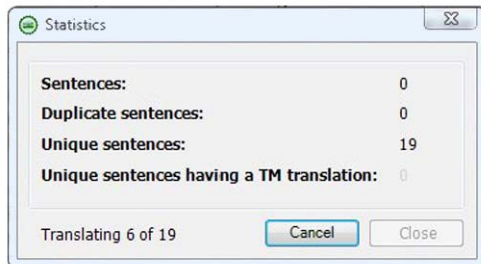 Statistics
Sentences: 0
Duplicate sentences: 0
Unique sentences: 19
Unique sentences having a TM translation: 0
Translating 6 of 19 Cancel Close